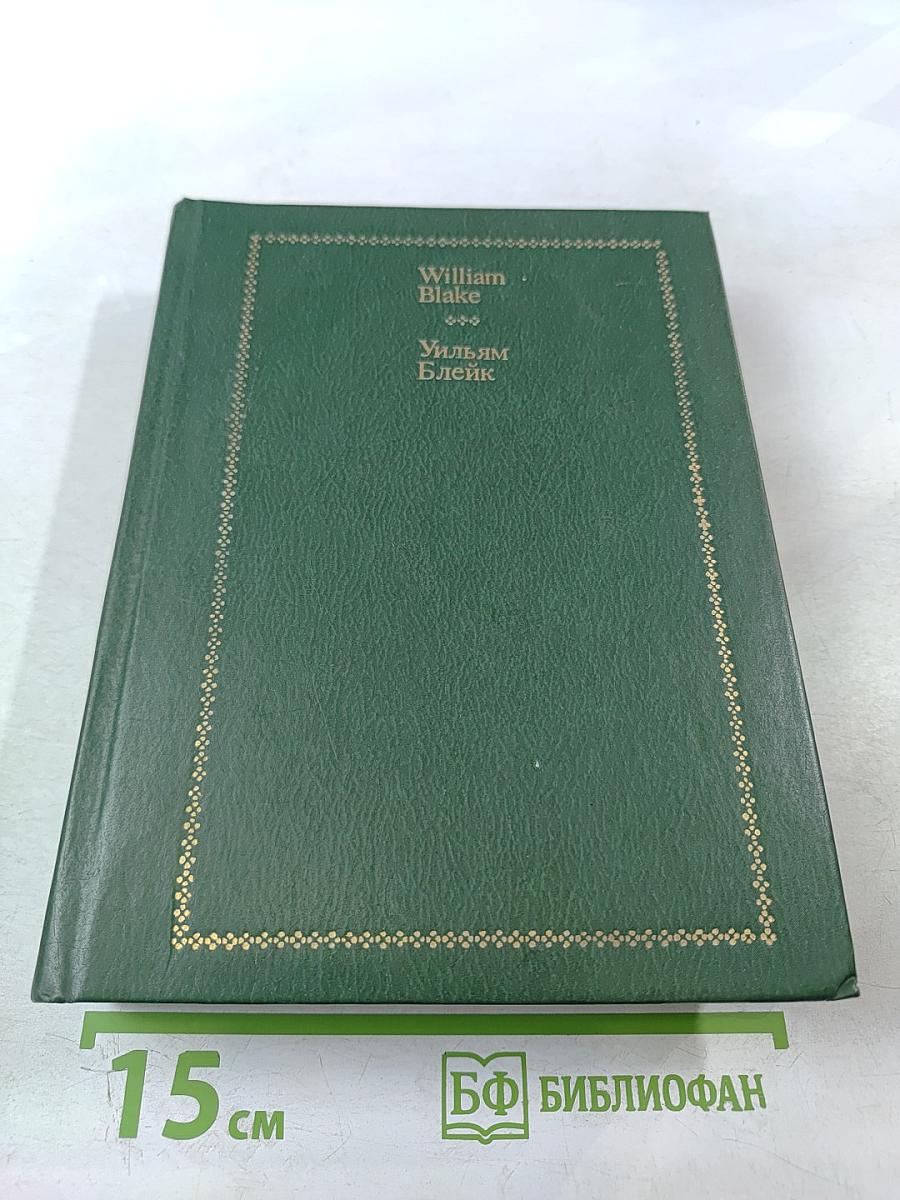 William
Blake
Уильям
Блейк
15 см
БФ БИБЛИОФАН